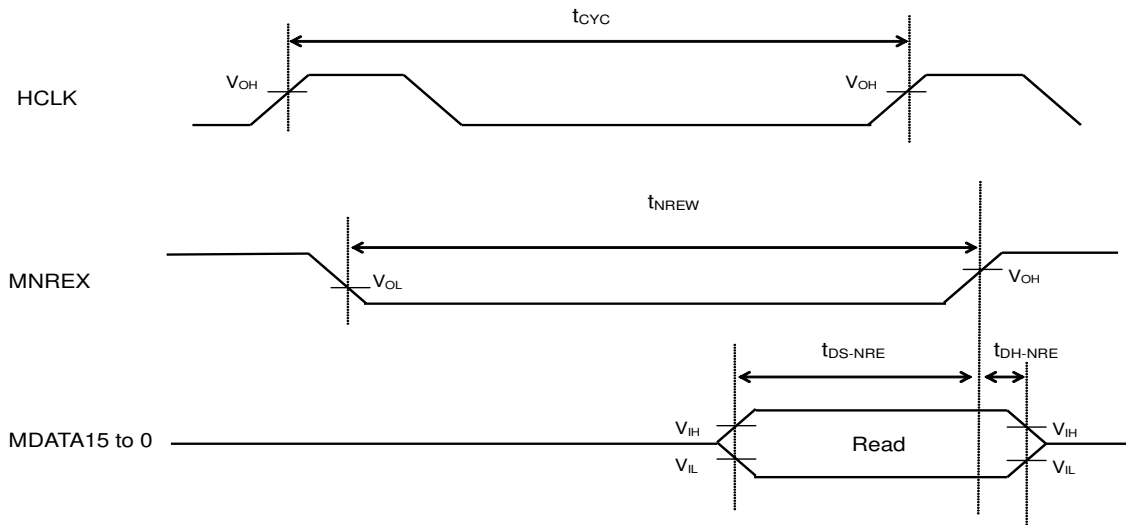 tCYC
VOH
VOH
HCLK
tNREW
MNREX
VOL
VOH
tDS-NRE
tDH-NRE
MDATA15 to 0
VIH
Read
VIH
VIL
VIL